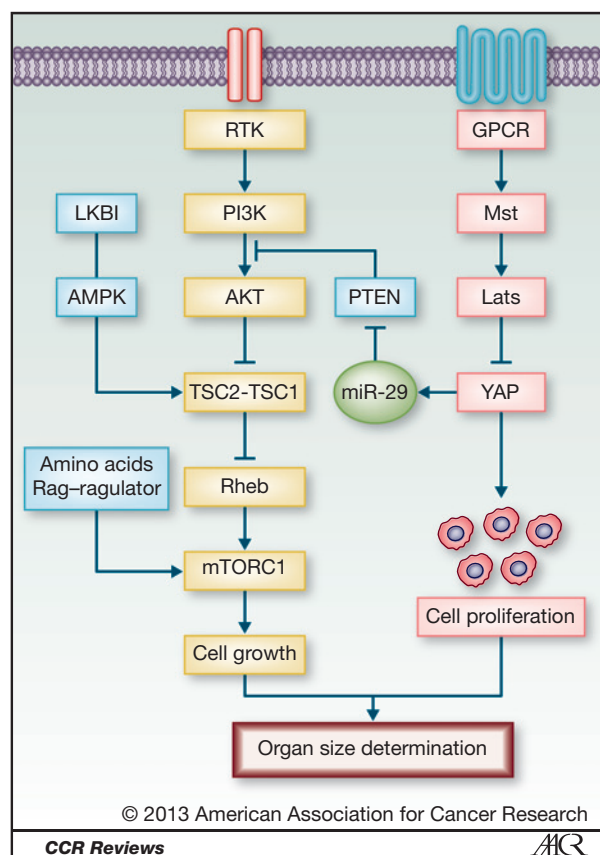 RTK
GPCR
LKBI
PI3K
Mst
AMPK
AKT
PTEN
Lats
TSC2-TSC1
miR-29
YAP
Amino acids
Rag–ragulator
Rheb
mTORC1
Cell proliferation
Cell growth
Organ size determination
© 2013 American Association for Cancer Research
CCR Reviews
AACR